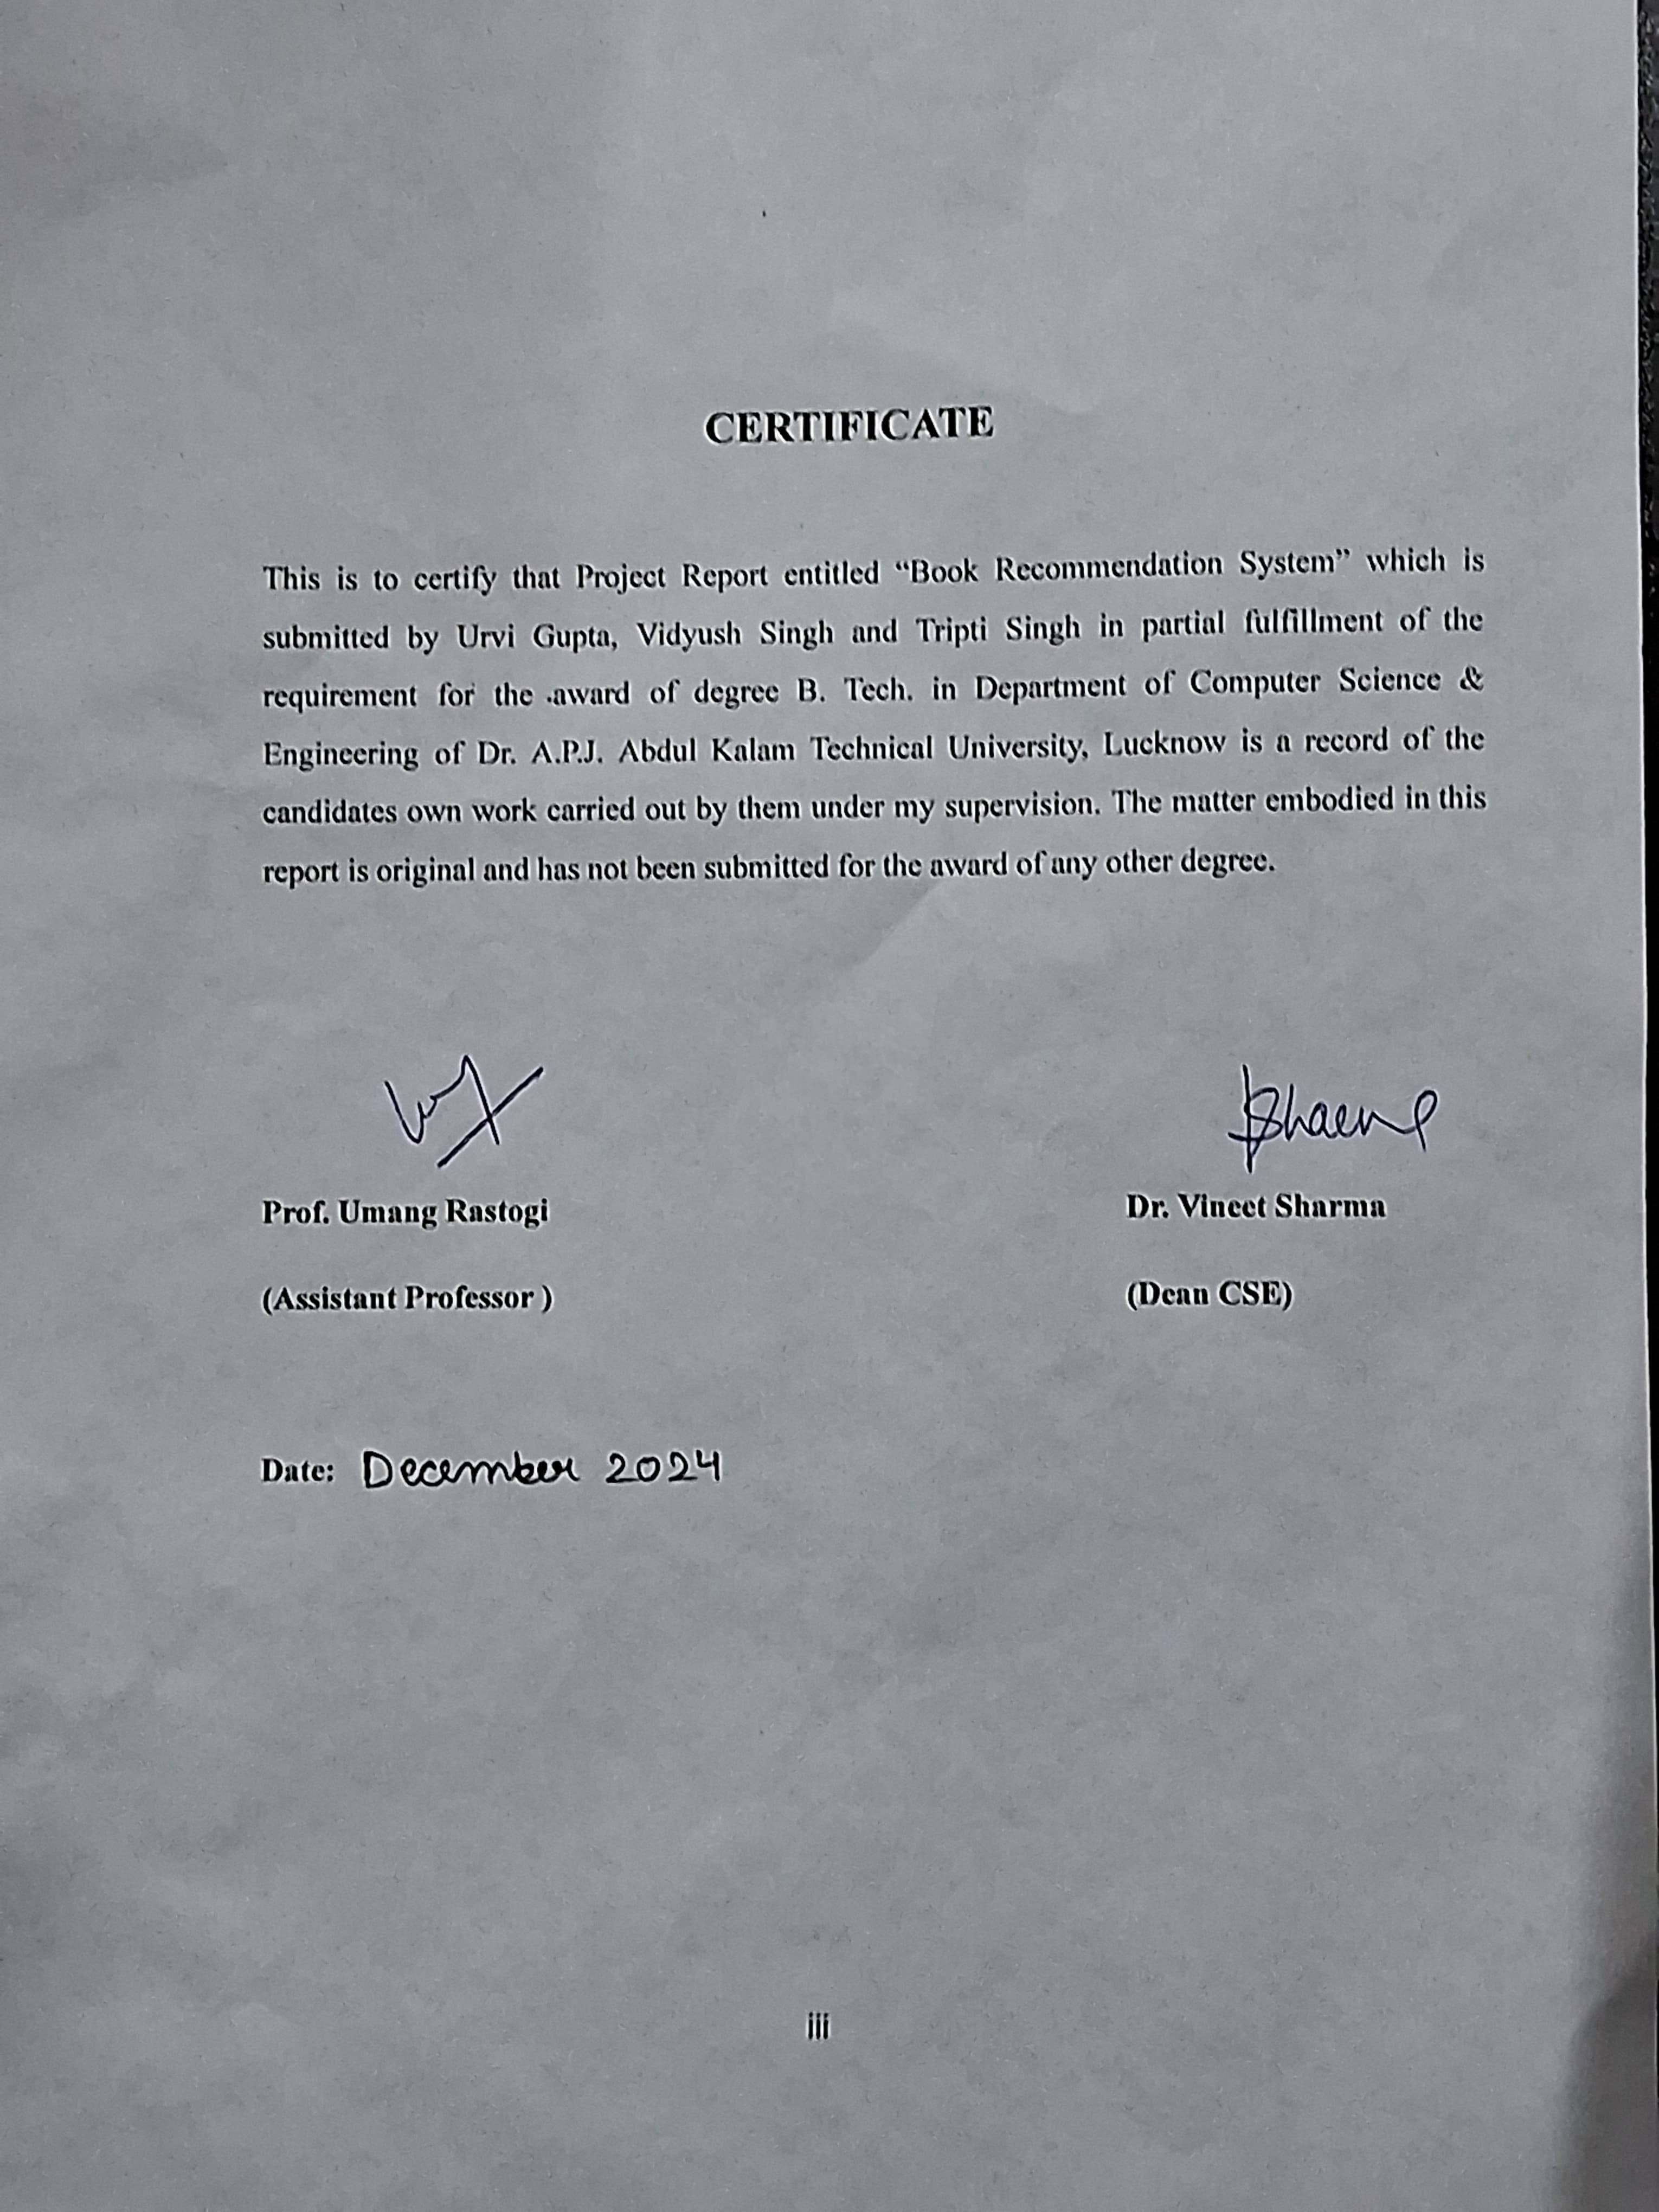 CERTIFICATE
This is to certify that Project Report entitled “Book Recommendation System” which is
submitted by Urvi Gupta, Vidyush Singh and Tripti Singh in partial fulfillment of the
requirement for the award of degree B. Tech. in Department of Computer Science &
Engineering of Dr. A.P.J. Abdul Kalam Technical University, Lucknow is a record of the
candidates own work carried out by them under my supervision. The matter embodied in this
report is original and has not been submitted for the award of any other degree.
Prof. Umang Rastogi
Dr. Vineet Sharma
(Assistant Professor )
(Dean CSE)
Date: December 2024
iii